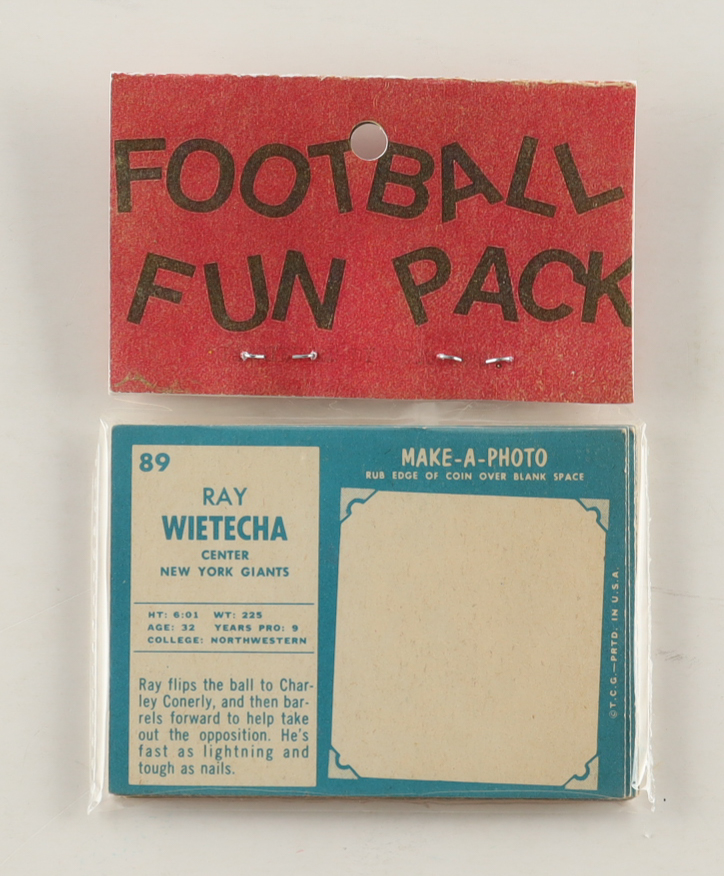 FOOTBALL
FUN PACK
89
RAY
WIETECHA
CENTER
NEW YORK GIANTS
HT: 6:01 WT: 225
AGE: 32 YEARS PRO: 9
COLLEGE: NORTHWESTERN
Ray flips the ball to Char-
ley Conerly, and then bar-
rels forward to help take
out the opposition. He's
fast as lightning and
tough as nails.
MAKE-A-PHOTO
RUB EDGE OF COIN OVER BLANK SPACE
©T.C.G.—PRTD. IN U.S.A.